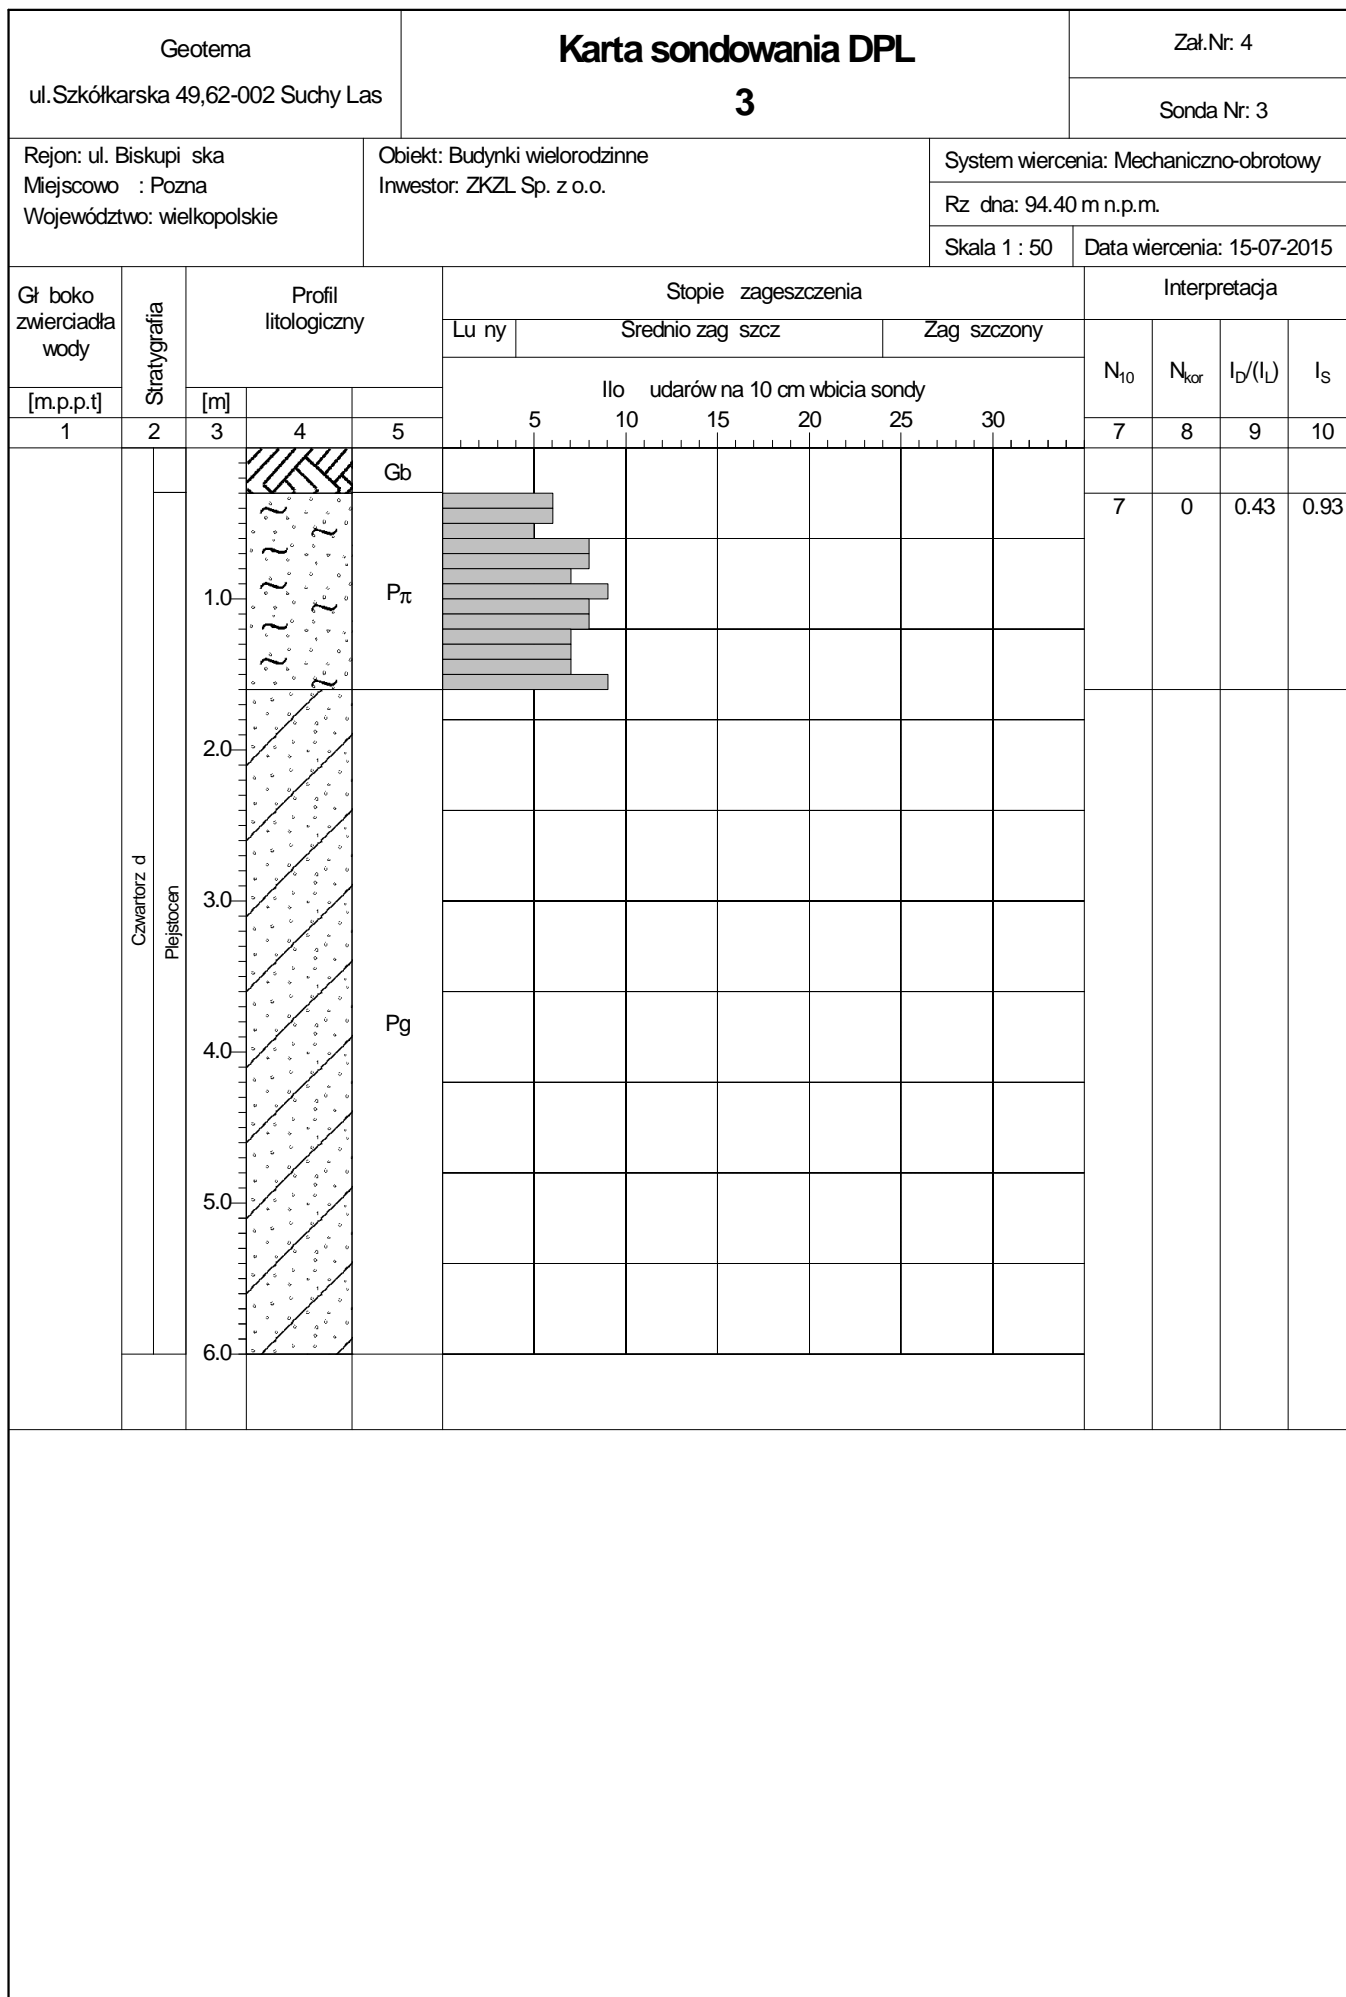 Geotema
ul.Szkółkarska 49,62-002 Suchy Las
Karta sondowania DPL
3
Zał.Nr: 4
Sonda Nr: 3
Rejon: ul. Biskupi ska
Miejscowo : Pozna
Województwo: wielkopolskie
Obiekt: Budynki wielorodzinne
Inwestor: ZKZL Sp. z o.o.
System wiercenia: Mechaniczno-obrotowy
Rz dna: 94.40 m n.p.m.
Skala 1 : 50
Data wiercenia: 15-07-2015
Gł boko
zwierciadła
wody
[m.p.p.t]
Stratygrafia
Profil
litologiczny
[m]
Stopie zageszczenia
Lu ny
Srednio zag szcz
Zag szczony
Ilo udarów na 10 cm wbicia sondy
5 10 15 20 25 30
Interpretacja
N10 Nkor ID/(IL) IS
1 2 3 4 5 7 8 9 10
Gb
7 0 0.43 0.93
Pπ
1.0
2.0
3.0
4.0
5.0
6.0
Czwartorz d
Plejstocen
Pg